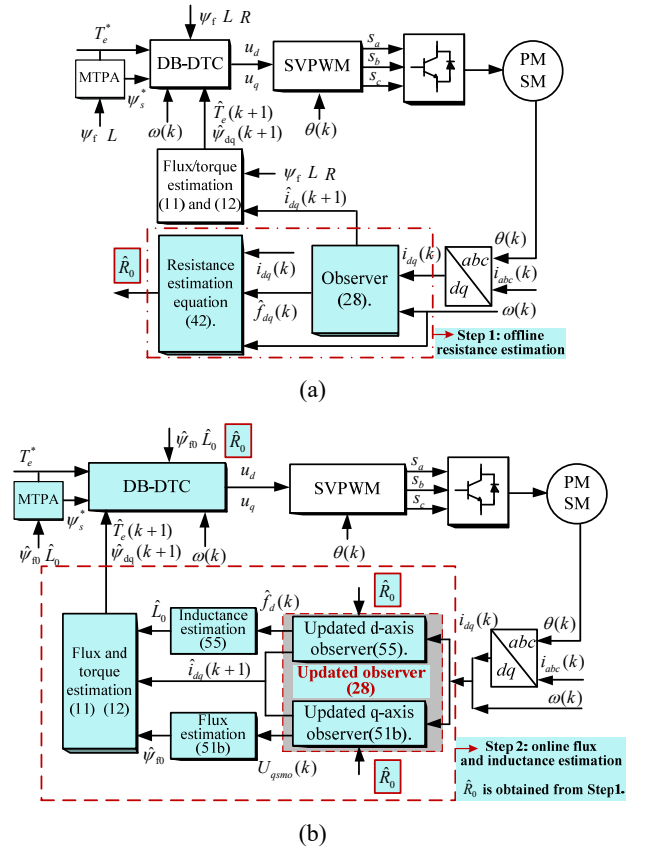 ψ_f L R
T_e^*
MTPA
ψ_s^*
ψ_f L
DB-DTC
ω(k)
u_d
u_q
SVPWM
θ(k)
s_a
s_b
s_c
PM
SM
T̂_e(k+1)
ψ̂_dq(k+1)
Flux/torque
estimation
(11) and (12)
ψ_f L R
î_dq(k+1)
R̂_0
Resistance
estimation
equation
(42).
i_dq(k)
f̂_dq(k)
Observer
(28).
i_dq(k)
abc
dq
θ(k)
i_abc(k)
ω(k)
Step 1: offline
resistance estimation
(a)
ψ̂_f0 L̂_0 R̂_0
T_e^*
MTPA
ψ_s^*
ψ̂_f0 L̂_0
DB-DTC
T̂_e(k+1)
ψ̂_dq(k+1)
ω(k)
u_d
u_q
SVPWM
θ(k)
s_a
s_b
s_c
PM
SM
Flux and
torque
estimation
(11) (12)
L̂_0
Inductance
estimation
(55)
f̂_d(k)
R̂_0
Updated d-axis
observer(55).
Updated observer
(28)
î_dq(k+1)
Updated q-axis
observer(51b).
Flux
estimation
(51b)
ψ̂_f0
U_qsmo(k)
R̂_0
i_dq(k)
abc
dq
θ(k)
i_abc(k)
ω(k)
Step 2: online flux
and inductance estimation
R̂_0 is obtained from Step1.
(b)